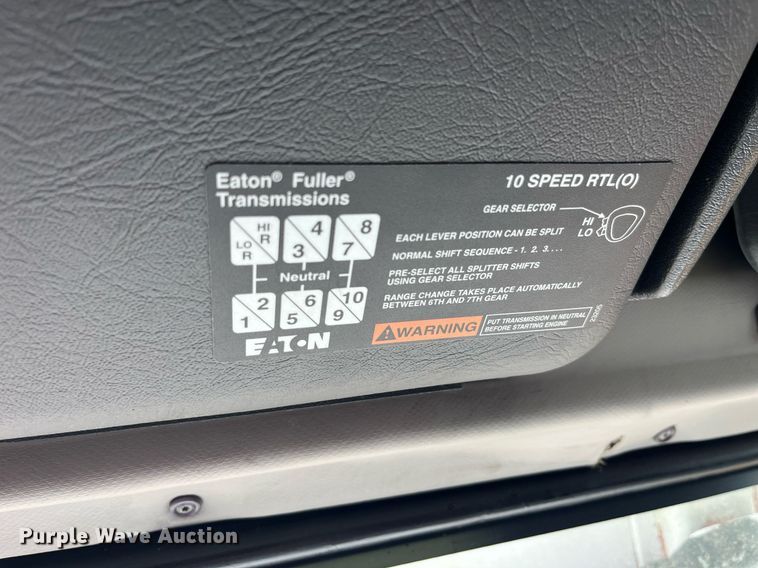 Eaton® Fuller®
Transmissions
10 SPEED RTL(O)
GEAR SELECTOR
HI
LO
EACH LEVER POSITION CAN BE SPLIT
NORMAL SHIFT SEQUENCE - 1. 2. 3. . . .
PRE-SELECT ALL SPLITTER SHIFTS
USING GEAR SELECTOR
RANGE CHANGE TAKES PLACE AUTOMATICALLY
BETWEEN 6TH AND 7TH GEAR
LO R HI R
3 4
7 8
Neutral
1 2
5 6
9 10
EATON
WARNING
PUT TRANSMISSION IN NEUTRAL
BEFORE STARTING ENGINE
Purple Wave Auction